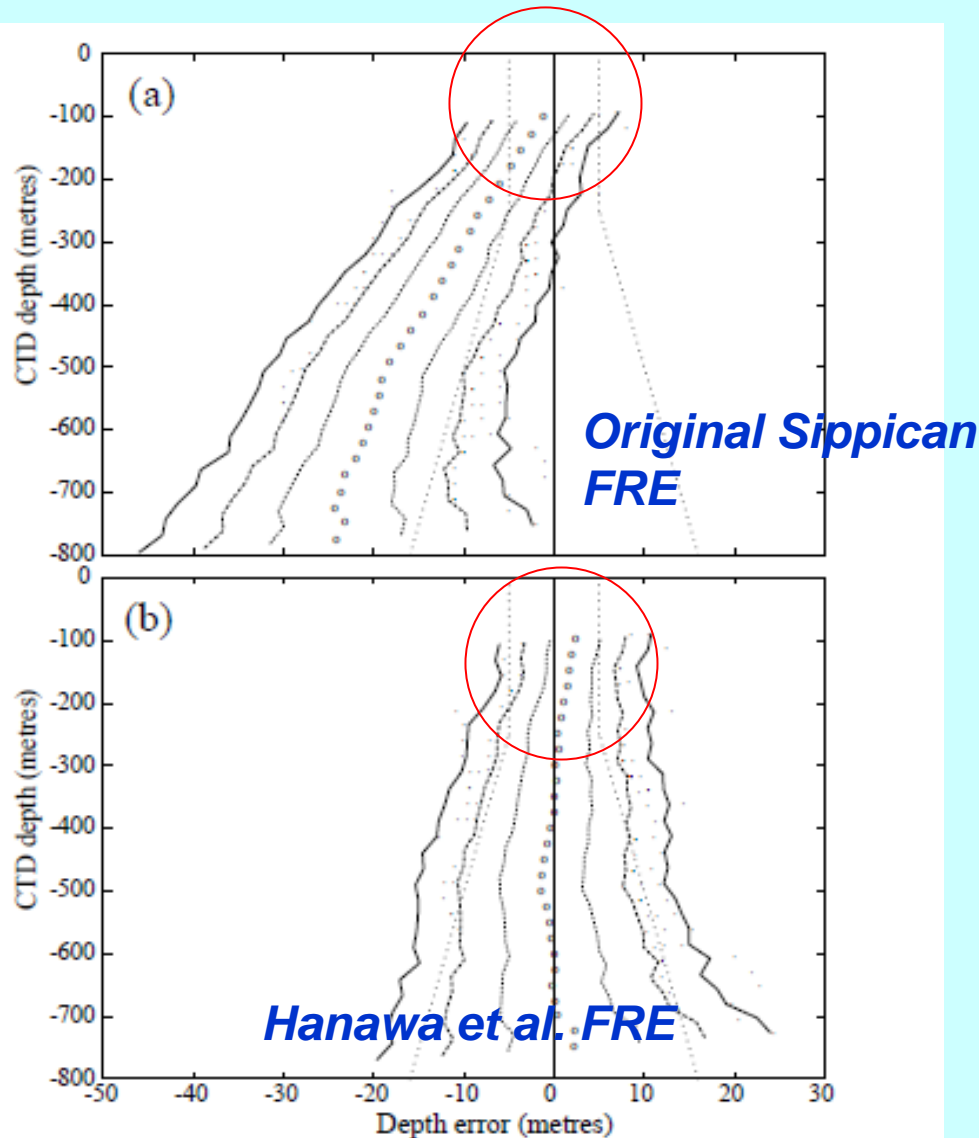 (a)
0
-100
-200
-300
-400
-500
-600
-700
-800
CTD depth (metres)
Original Sippican
FRE
(b)
0
-100
-200
-300
-400
-500
-600
-700
-800
CTD depth (metres)
Hanawa et al. FRE
-50 -40 -30 -20 -10 0 10 20 30
Depth error (metres)